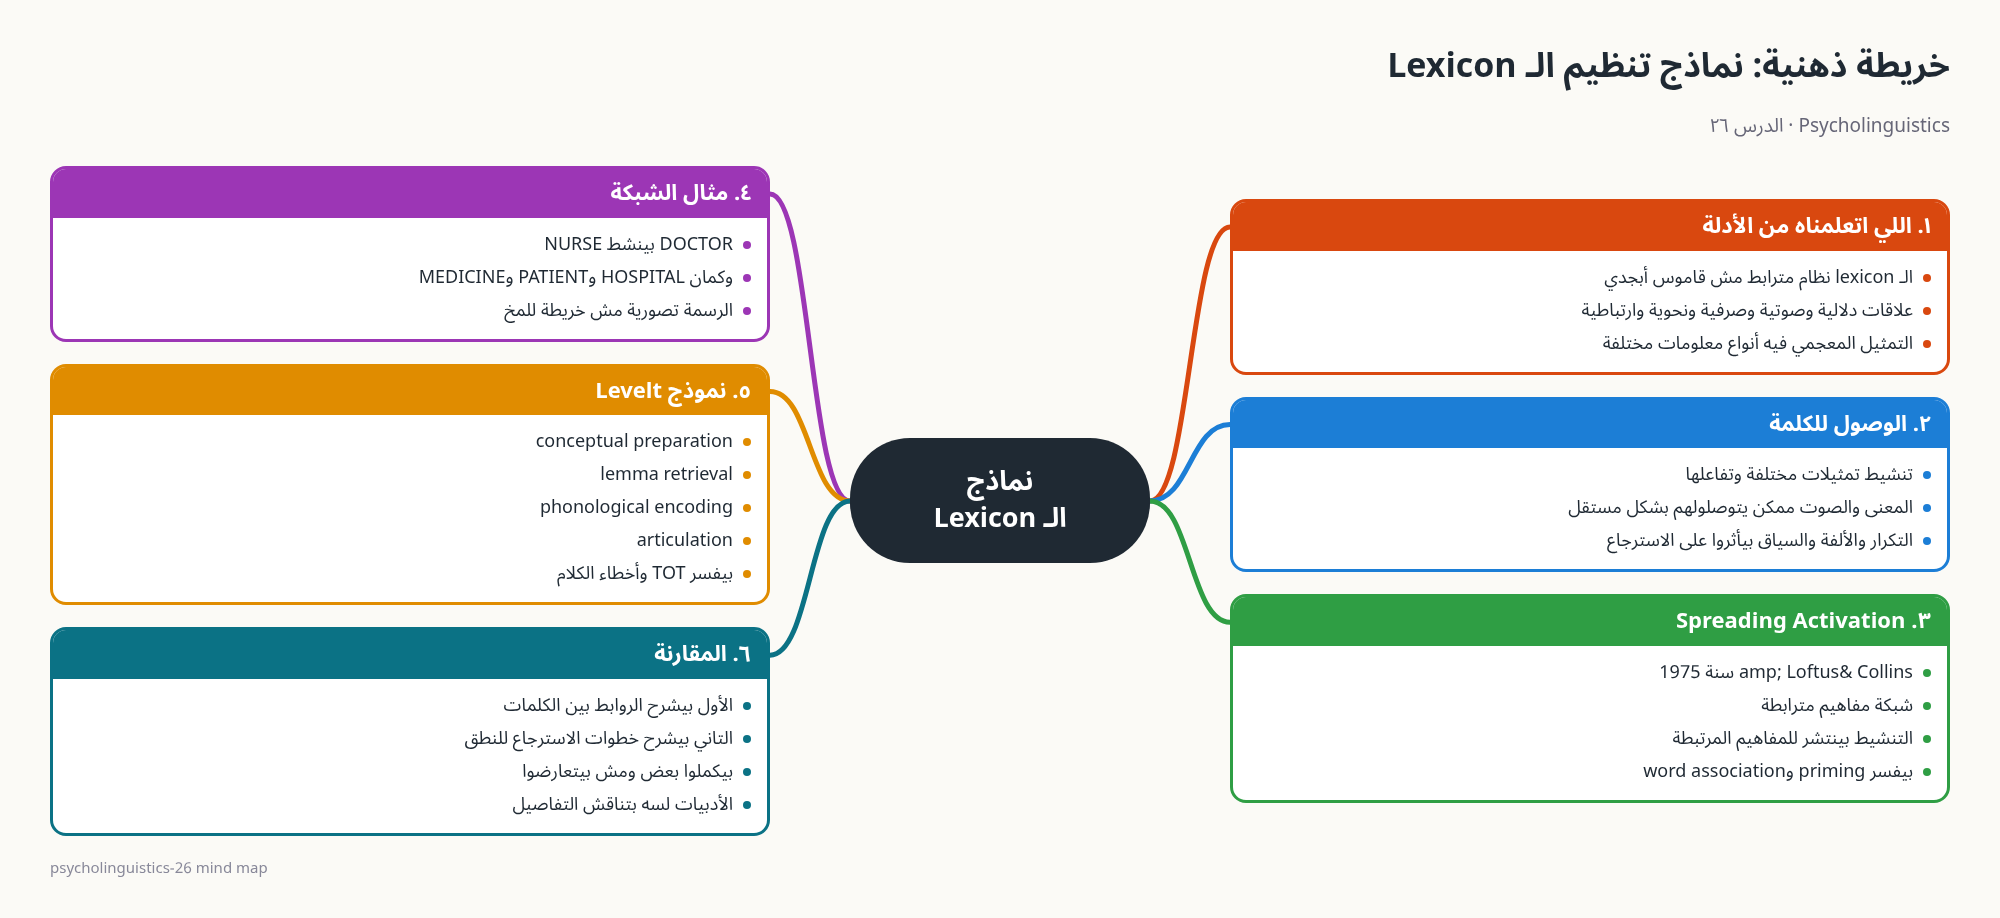 خريطة ذهنية: نماذج تنظيم الـ Lexicon
Psycholinguistics · الدرس ٢٦
نماذج
الـ Lexicon
١. اللي اتعلمناه من الأدلة
الـ lexicon نظام مترابط مش قاموس أبجدي
علاقات دلالية وصوتية وصرفية ونحوية وارتباطية
التمثيل المعجمي فيه أنواع معلومات مختلفة
٢. الوصول للكلمة
تنشيط تمثيلات مختلفة وتفاعلها
المعنى والصوت ممكن يتوصلولهم بشكل مستقل
التكرار والألفة والسياق بيأثروا على الاسترجاع
٣. Spreading Activation
Collins &amp; Loftus سنة 1975
شبكة مفاهيم مترابطة
التنشيط بينتشر للمفاهيم المرتبطة
بيفسر priming وword association
٤. مثال الشبكة
DOCTOR بينشط NURSE
وكمان HOSPITAL وPATIENT وMEDICINE
الرسمة تصورية مش خريطة للمخ
٥. نموذج Levelt
conceptual preparation
lemma retrieval
phonological encoding
articulation
بيفسر TOT وأخطاء الكلام
٦. المقارنة
الأول بيشرح الروابط بين الكلمات
التاني بيشرح خطوات الاسترجاع للنطق
بيكملوا بعض ومش بيتعارضوا
الأدبيات لسه بتناقش التفاصيل
psycholinguistics-26 mind map